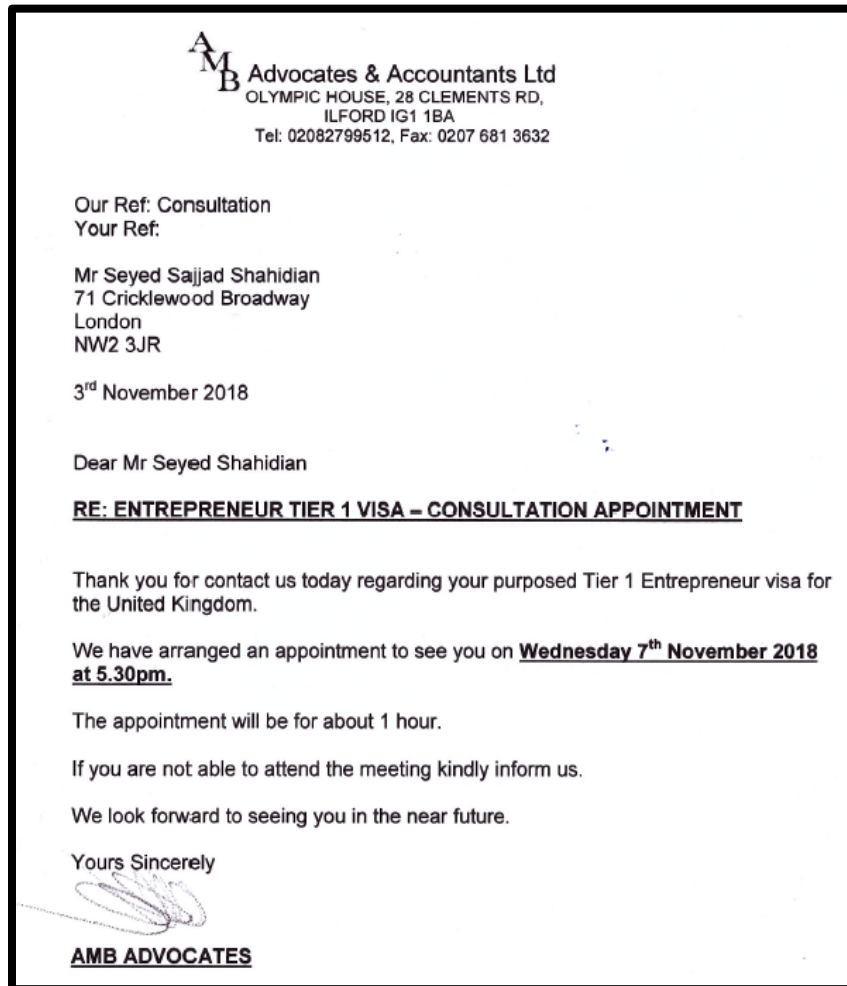 AMB Advocates & Accountants Ltd
OLYMPIC HOUSE, 28 CLEMENTS RD,
ILFORD IG1 1BA
Tel: 02082799512, Fax: 0207 681 3632
Our Ref: Consultation
Your Ref:
Mr Seyed Sajjad Shahidian
71 Cricklewood Broadway
London
NW2 3JR
3rd November 2018
Dear Mr Seyed Shahidian
RE: ENTREPRENEUR TIER 1 VISA – CONSULTATION APPOINTMENT
Thank you for contact us today regarding your purposed Tier 1 Entrepreneur visa for
the United Kingdom.
We have arranged an appointment to see you on Wednesday 7th November 2018
at 5.30pm.
The appointment will be for about 1 hour.
If you are not able to attend the meeting kindly inform us.
We look forward to seeing you in the near future.
Yours Sincerely
AMB ADVOCATES